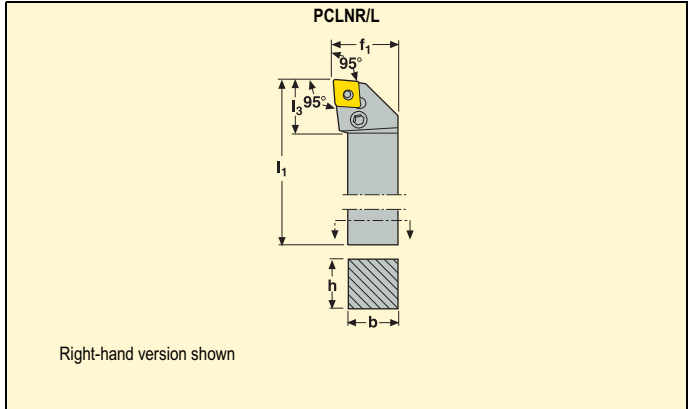 PCLNR/L
f1
95°
l3 95°
l1
h
b
Right-hand version shown